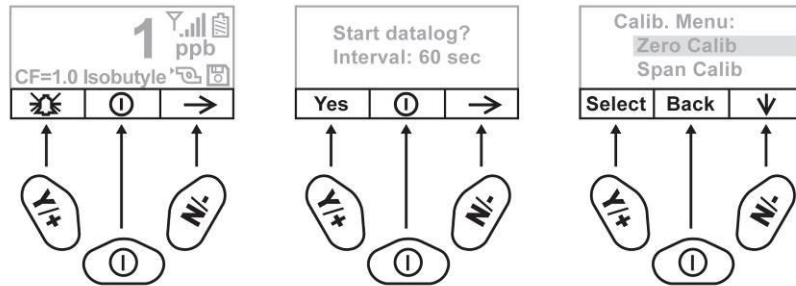 1
ppb
CF=1.0 Isobutyle
Y/+
N/-
Start datalog?
Interval: 60 sec
Yes
Y/+
N/-
Calib. Menu:
Zero Calib
Span Calib
Select Back
Y/+
N/-